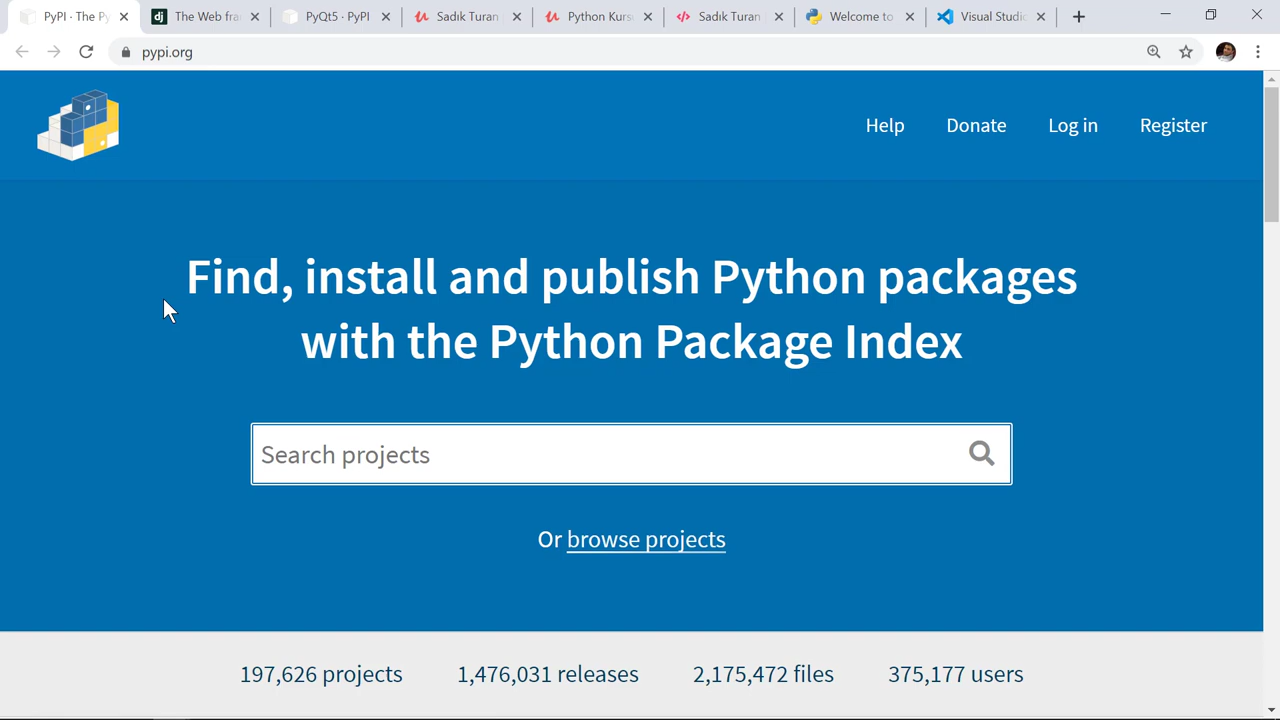 PyPI · The Py
The Web fra
PyQt5 · PyPI
Sadik Turan
Python Kurs
Sadik Turan
Welcome to
Visual Studio
pypi.org
Help
Donate
Log in
Register
Find, install and publish Python packages
with the Python Package Index
Search projects
Or browse projects
197,626 projects
1,476,031 releases
2,175,472 files
375,177 users